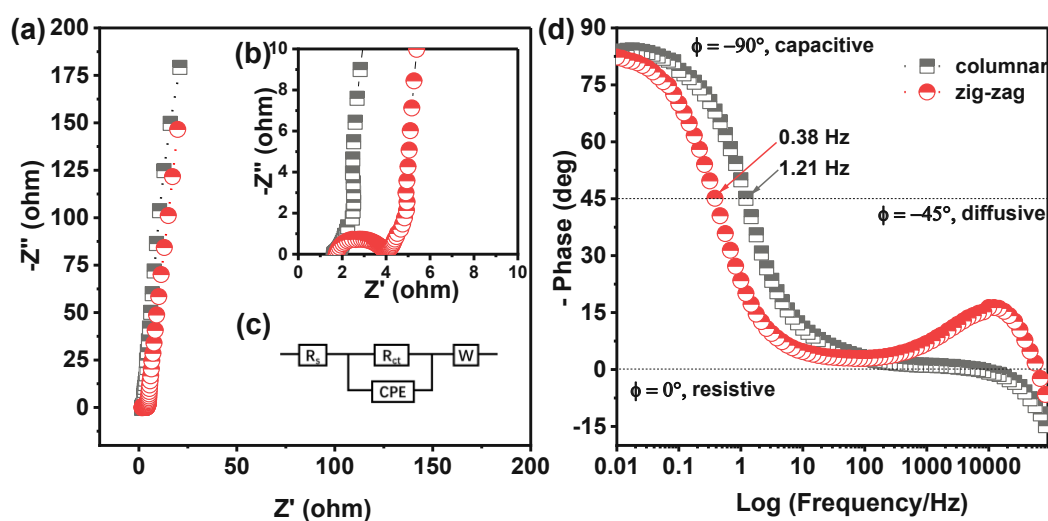 (a)
200
175
150
125
100
75
50
25
0
-Z'' (ohm)
0 50 100 150 200
Z' (ohm)
(b)
10
8
6
4
2
0
-Z'' (ohm)
0 2 4 6 8 10
Z' (ohm)
(c)
Rs Rct W
CPE
(d)
90
75
60
45
30
15
0
-15
- Phase (deg)
ϕ = −90°, capacitive
columnar
zig-zag
0.38 Hz
1.21 Hz
ϕ = −45°, diffusive
ϕ = 0°, resistive
0.01 0.1 1 10 100 1000 10000
Log (Frequency/Hz)